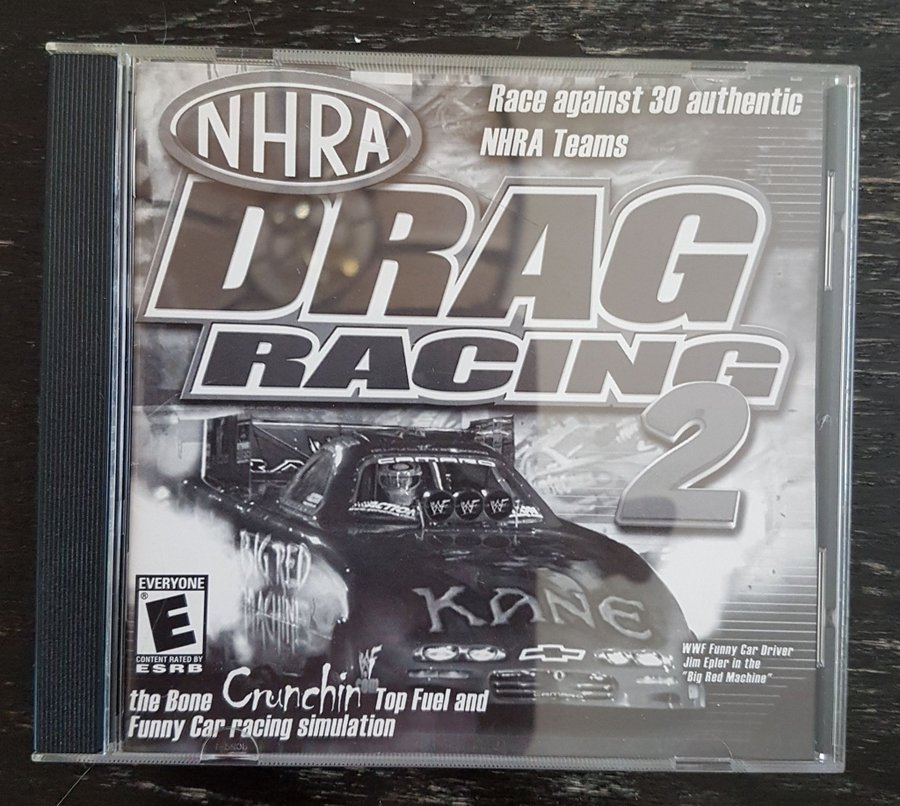 NHRA
Race against 30 authentic
NHRA Teams
DRAG
RACING
2
CAMARO
ACTION
BIG RED
MACHINE
KANE
EVERYONE
E
®
CONTENT RATED BY
ESRB
WWF Funny Car Driver
Jim Epler in the
"Big Red Machine"
the Bone Crunchin' Top Fuel and
Funny Car racing simulation